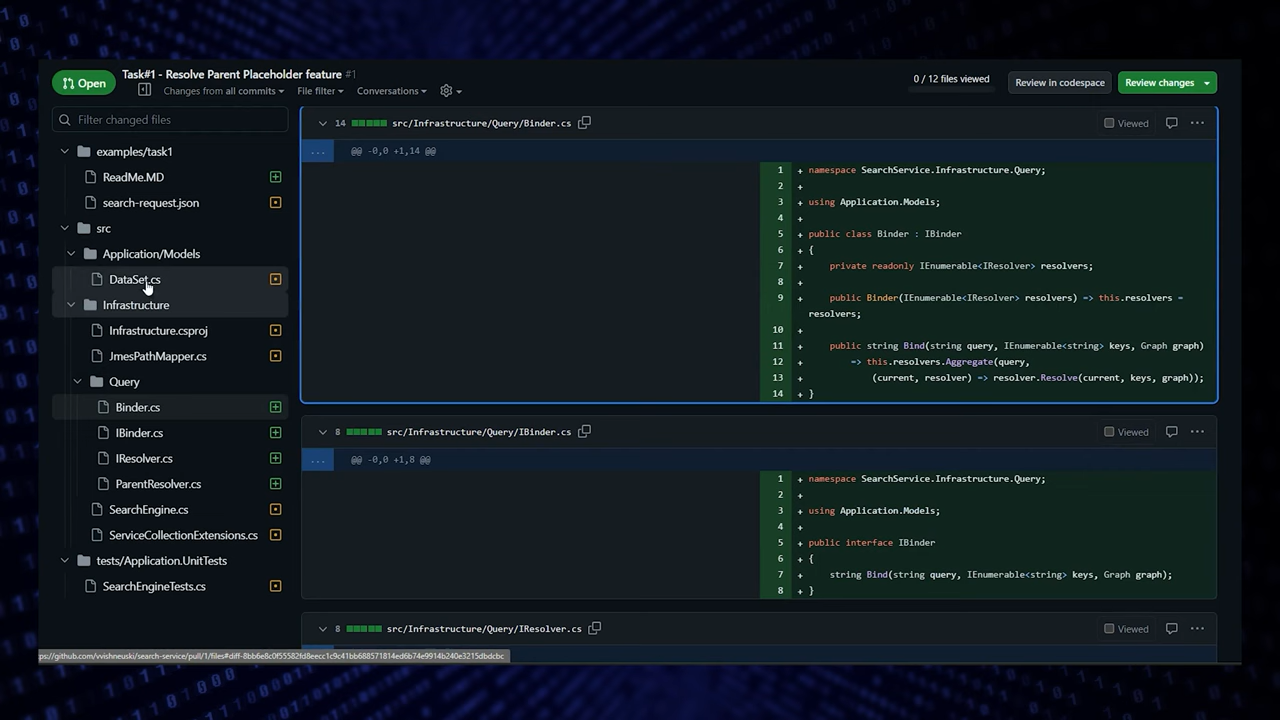 Open
Task#1 - Resolve Parent Placeholder feature #1
Changes from all commits
File filter
Conversations
0 / 12 files viewed
Review in codespace
Review changes
Filter changed files
examples/task1
ReadMe.MD
search-request.json
src
Application/Models
DataSet.cs
Infrastructure
Infrastructure.csproj
JmesPathMapper.cs
Query
Binder.cs
IBinder.cs
IResolver.cs
ParentResolver.cs
SearchEngine.cs
ServiceCollectionExtensions.cs
tests/Application.UnitTests
SearchEngineTests.cs
14 src/Infrastructure/Query/Binder.cs
Viewed
...
@@ -0,0 +1,14 @@
1 + namespace SearchService.Infrastructure.Query;
2 +
3 + using Application.Models;
4 +
5 + public class Binder : IBinder
6 + {
7 + private readonly IEnumerable<IResolver> resolvers;
8 +
9 + public Binder(IEnumerable<IResolver> resolvers) => this.resolvers =
resolvers;
10 +
11 + public string Bind(string query, IEnumerable<string> keys, Graph graph)
12 + => this.resolvers.Aggregate(query,
13 + (current, resolver) => resolver.Resolve(current, keys, graph));
14 + }
8 src/Infrastructure/Query/IBinder.cs
Viewed
...
@@ -0,0 +1,8 @@
1 + namespace SearchService.Infrastructure.Query;
2 +
3 + using Application.Models;
4 +
5 + public interface IBinder
6 + {
7 + string Bind(string query, IEnumerable<string> keys, Graph graph);
8 + }
8 src/Infrastructure/Query/IResolver.cs
Viewed